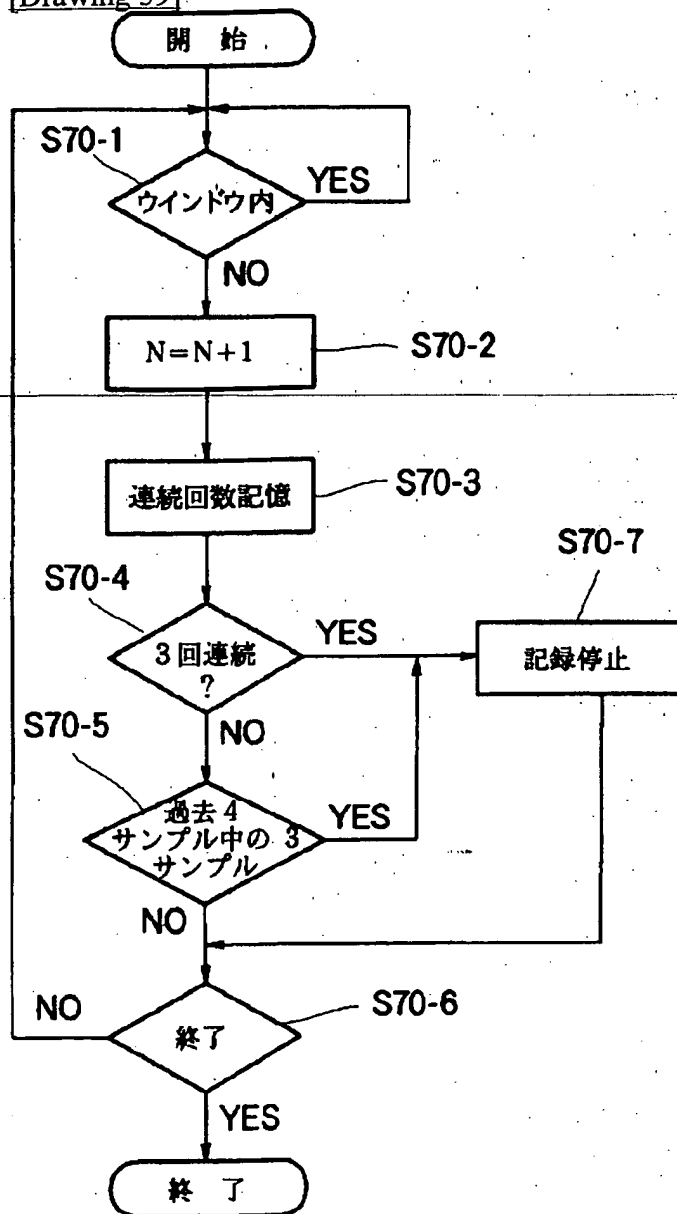 [Drawing 39]
開 始
S70-1
ウインドウ内
YES
NO
N=N+1
S70-2
連続回数記憶
S70-3
S70-4
3回連続
?
YES
S70-7
記録停止
NO
S70-5
過去4
サンプル中の 3
サンプル
YES
NO
終了
S70-6
NO
YES
終 了